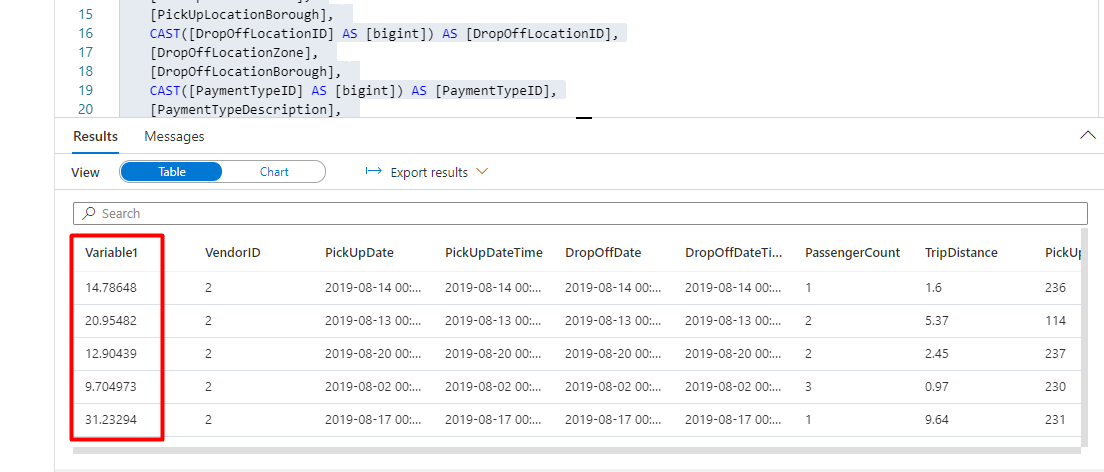 15 [PickUpLocationBorough],
16 CAST([DropOffLocationID] AS [bigint]) AS [DropOffLocationID],
17 [DropOffLocationZone],
18 [DropOffLocationBorough],
19 CAST([PaymentTypeID] AS [bigint]) AS [PaymentTypeID],
20 [PaymentTypeDescription],
Results Messages
View Table Chart Export results
Search
Variable1 VendorID PickUpDate PickUpDateTime DropOffDate DropOffDateTi... PassengerCount TripDistance PickUp
14.78648 2 2019-08-14 00:... 2019-08-14 00:... 2019-08-14 00:... 2019-08-14 00:... 1 1.6 236
20.95482 2 2019-08-13 00:... 2019-08-13 00:... 2019-08-13 00:... 2019-08-13 00:... 2 5.37 114
12.90439 2 2019-08-20 00:... 2019-08-20 00:... 2019-08-20 00:... 2019-08-20 00:... 2 2.45 237
9.704973 2 2019-08-02 00:... 2019-08-02 00:... 2019-08-02 00:... 2019-08-02 00:... 3 0.97 230
31.23294 2 2019-08-17 00:... 2019-08-17 00:... 2019-08-17 00:... 2019-08-17 00:... 1 9.64 231